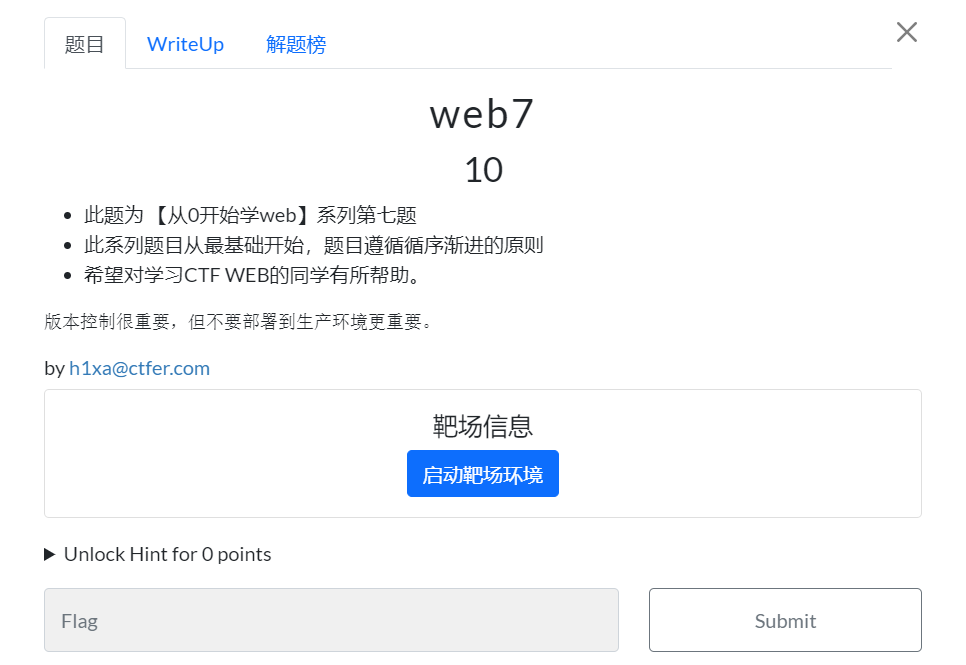 题目 WriteUp 解题榜
web7
10
此题为 【从0开始学web】系列第七题
此系列题目从最基础开始，题目遵循循序渐进的原则
希望对学习CTF WEB的同学有所帮助。
版本控制很重要，但不要部署到生产环境更重要。
by h1xa@ctfer.com
靶场信息
启动靶场环境
Unlock Hint for 0 points
Flag Submit